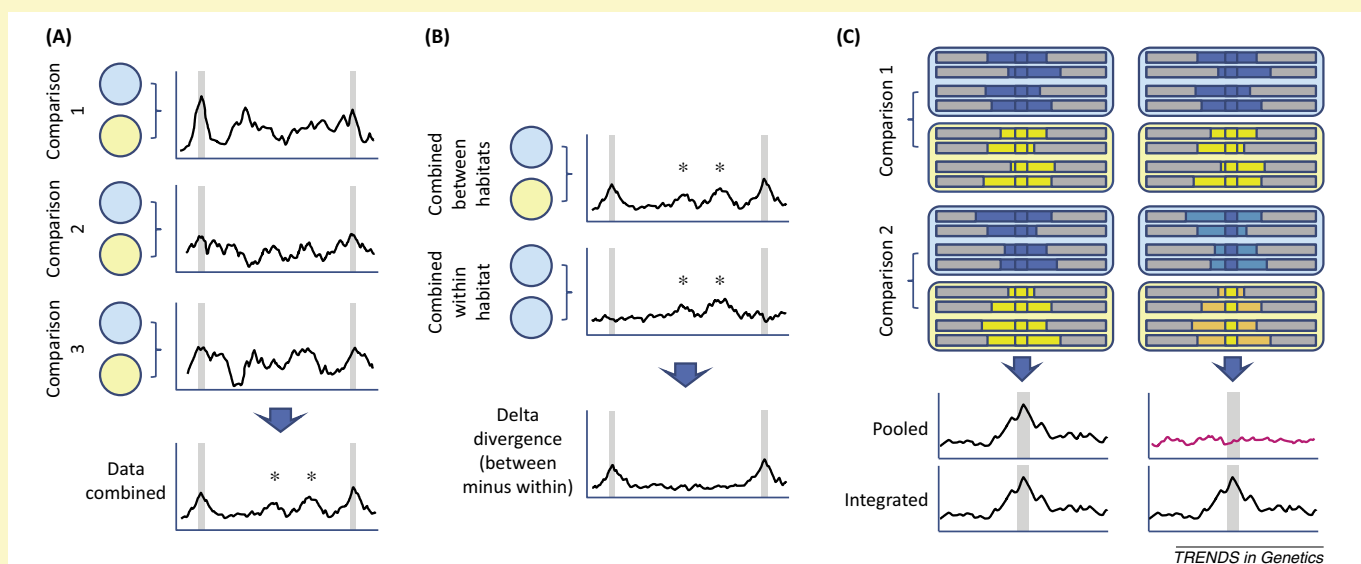 (A)
Comparison
1
Comparison
2
Comparison
3
Data
combined
* *
(B)
Combined
between
habitats
* *
Combined
within
habitat
* *
Delta
divergence
(between
minus within)
(C)
Comparison 1
Comparison 2
Pooled
Integrated
TRENDS in Genetics